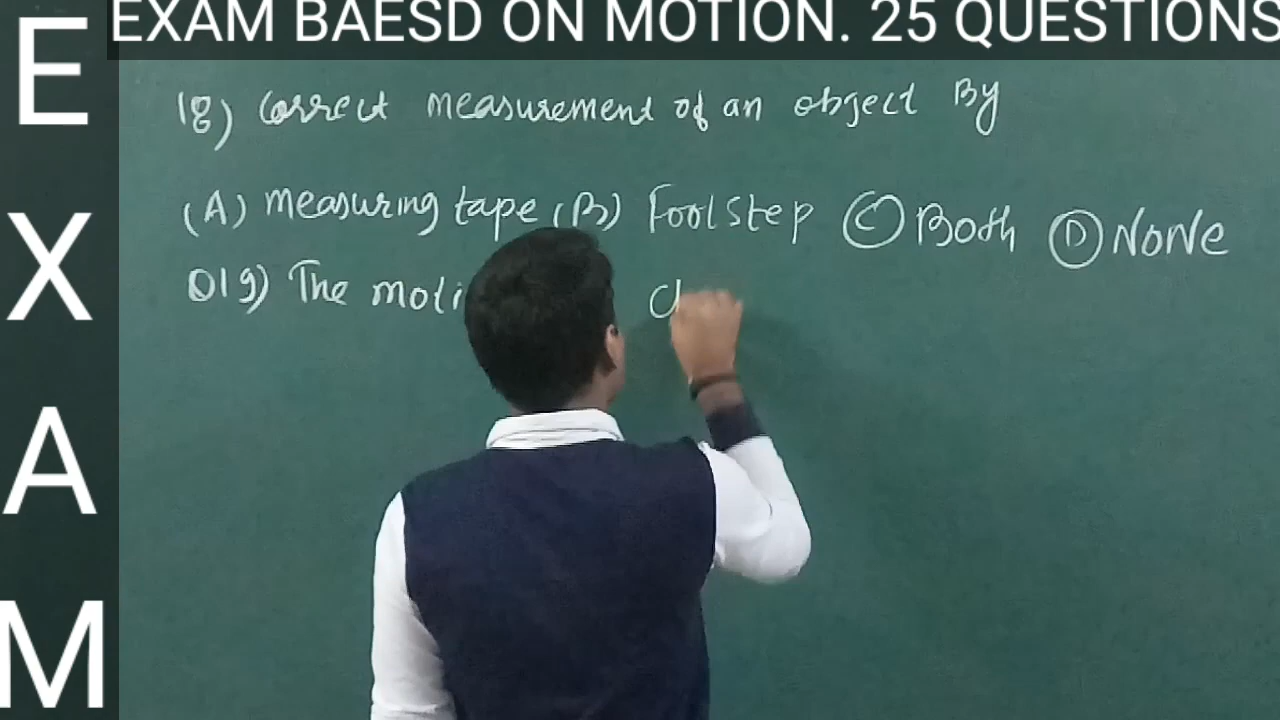 EXAM BAESD ON MOTION. 25 QUESTIONS
E
X
A
M
18) Correct measurement of an object By
(A) Measuring tape (B) Foolstep (C) Both (D) NoNe
Q19) The moti